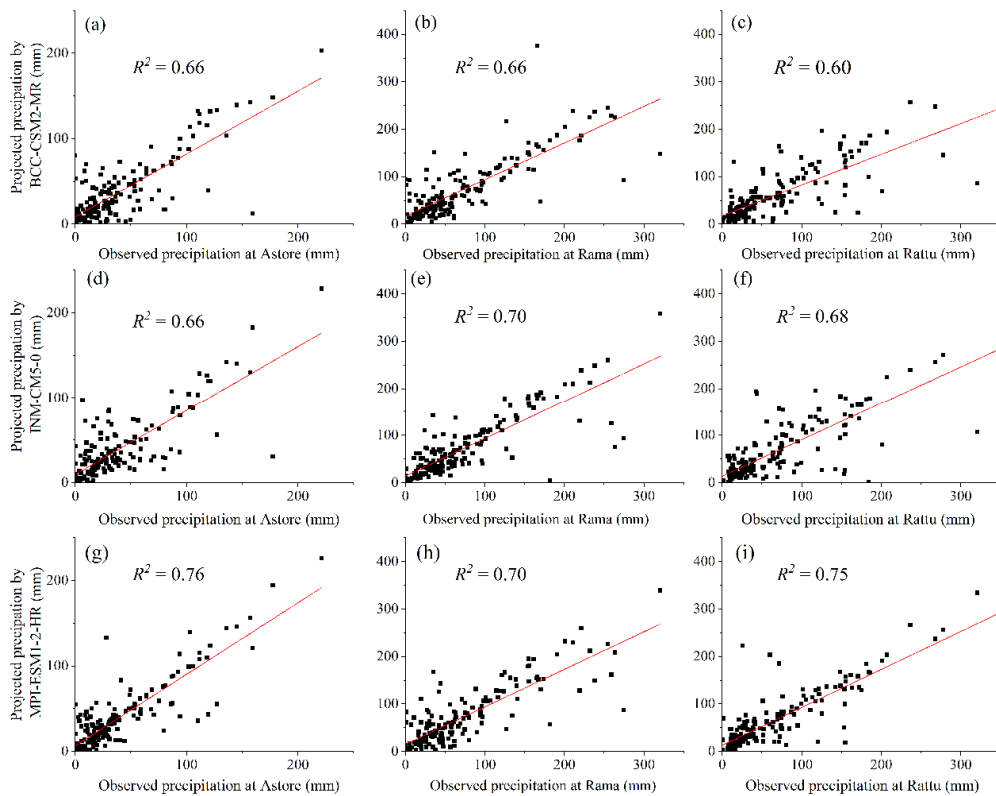 (a)
(b)
(c)
R² = 0.66
R² = 0.66
R² = 0.60
Projected precipation by
BCC-CSM2-MR (mm)
200
100
0
400
300
200
100
0
400
300
200
100
0
0 100 200
0 100 200 300
0 100 200 300
Observed precipitation at Astore (mm)
Observed precipitation at Rama (mm)
Observed precipitation at Rattu (mm)
(d)
(e)
(f)
R² = 0.66
R² = 0.70
R² = 0.68
Projected precipation by
INM-CM5-0 (mm)
200
100
0
400
300
200
100
0
400
300
200
100
0
0 100 200
0 100 200 300
0 100 200 300
Observed precipitation at Astore (mm)
Observed precipitation at Rama (mm)
Observed precipitation at Rattu (mm)
(g)
(h)
(i)
R² = 0.76
R² = 0.70
R² = 0.75
Projected precipation by
MPI-ESM1-2-HR (mm)
200
100
0
400
300
200
100
0
400
300
200
100
0
0 100 200
0 100 200 300
0 100 200 300
Observed precipitation at Astore (mm)
Observed precipitation at Rama (mm)
Observed precipitation at Rattu (mm)